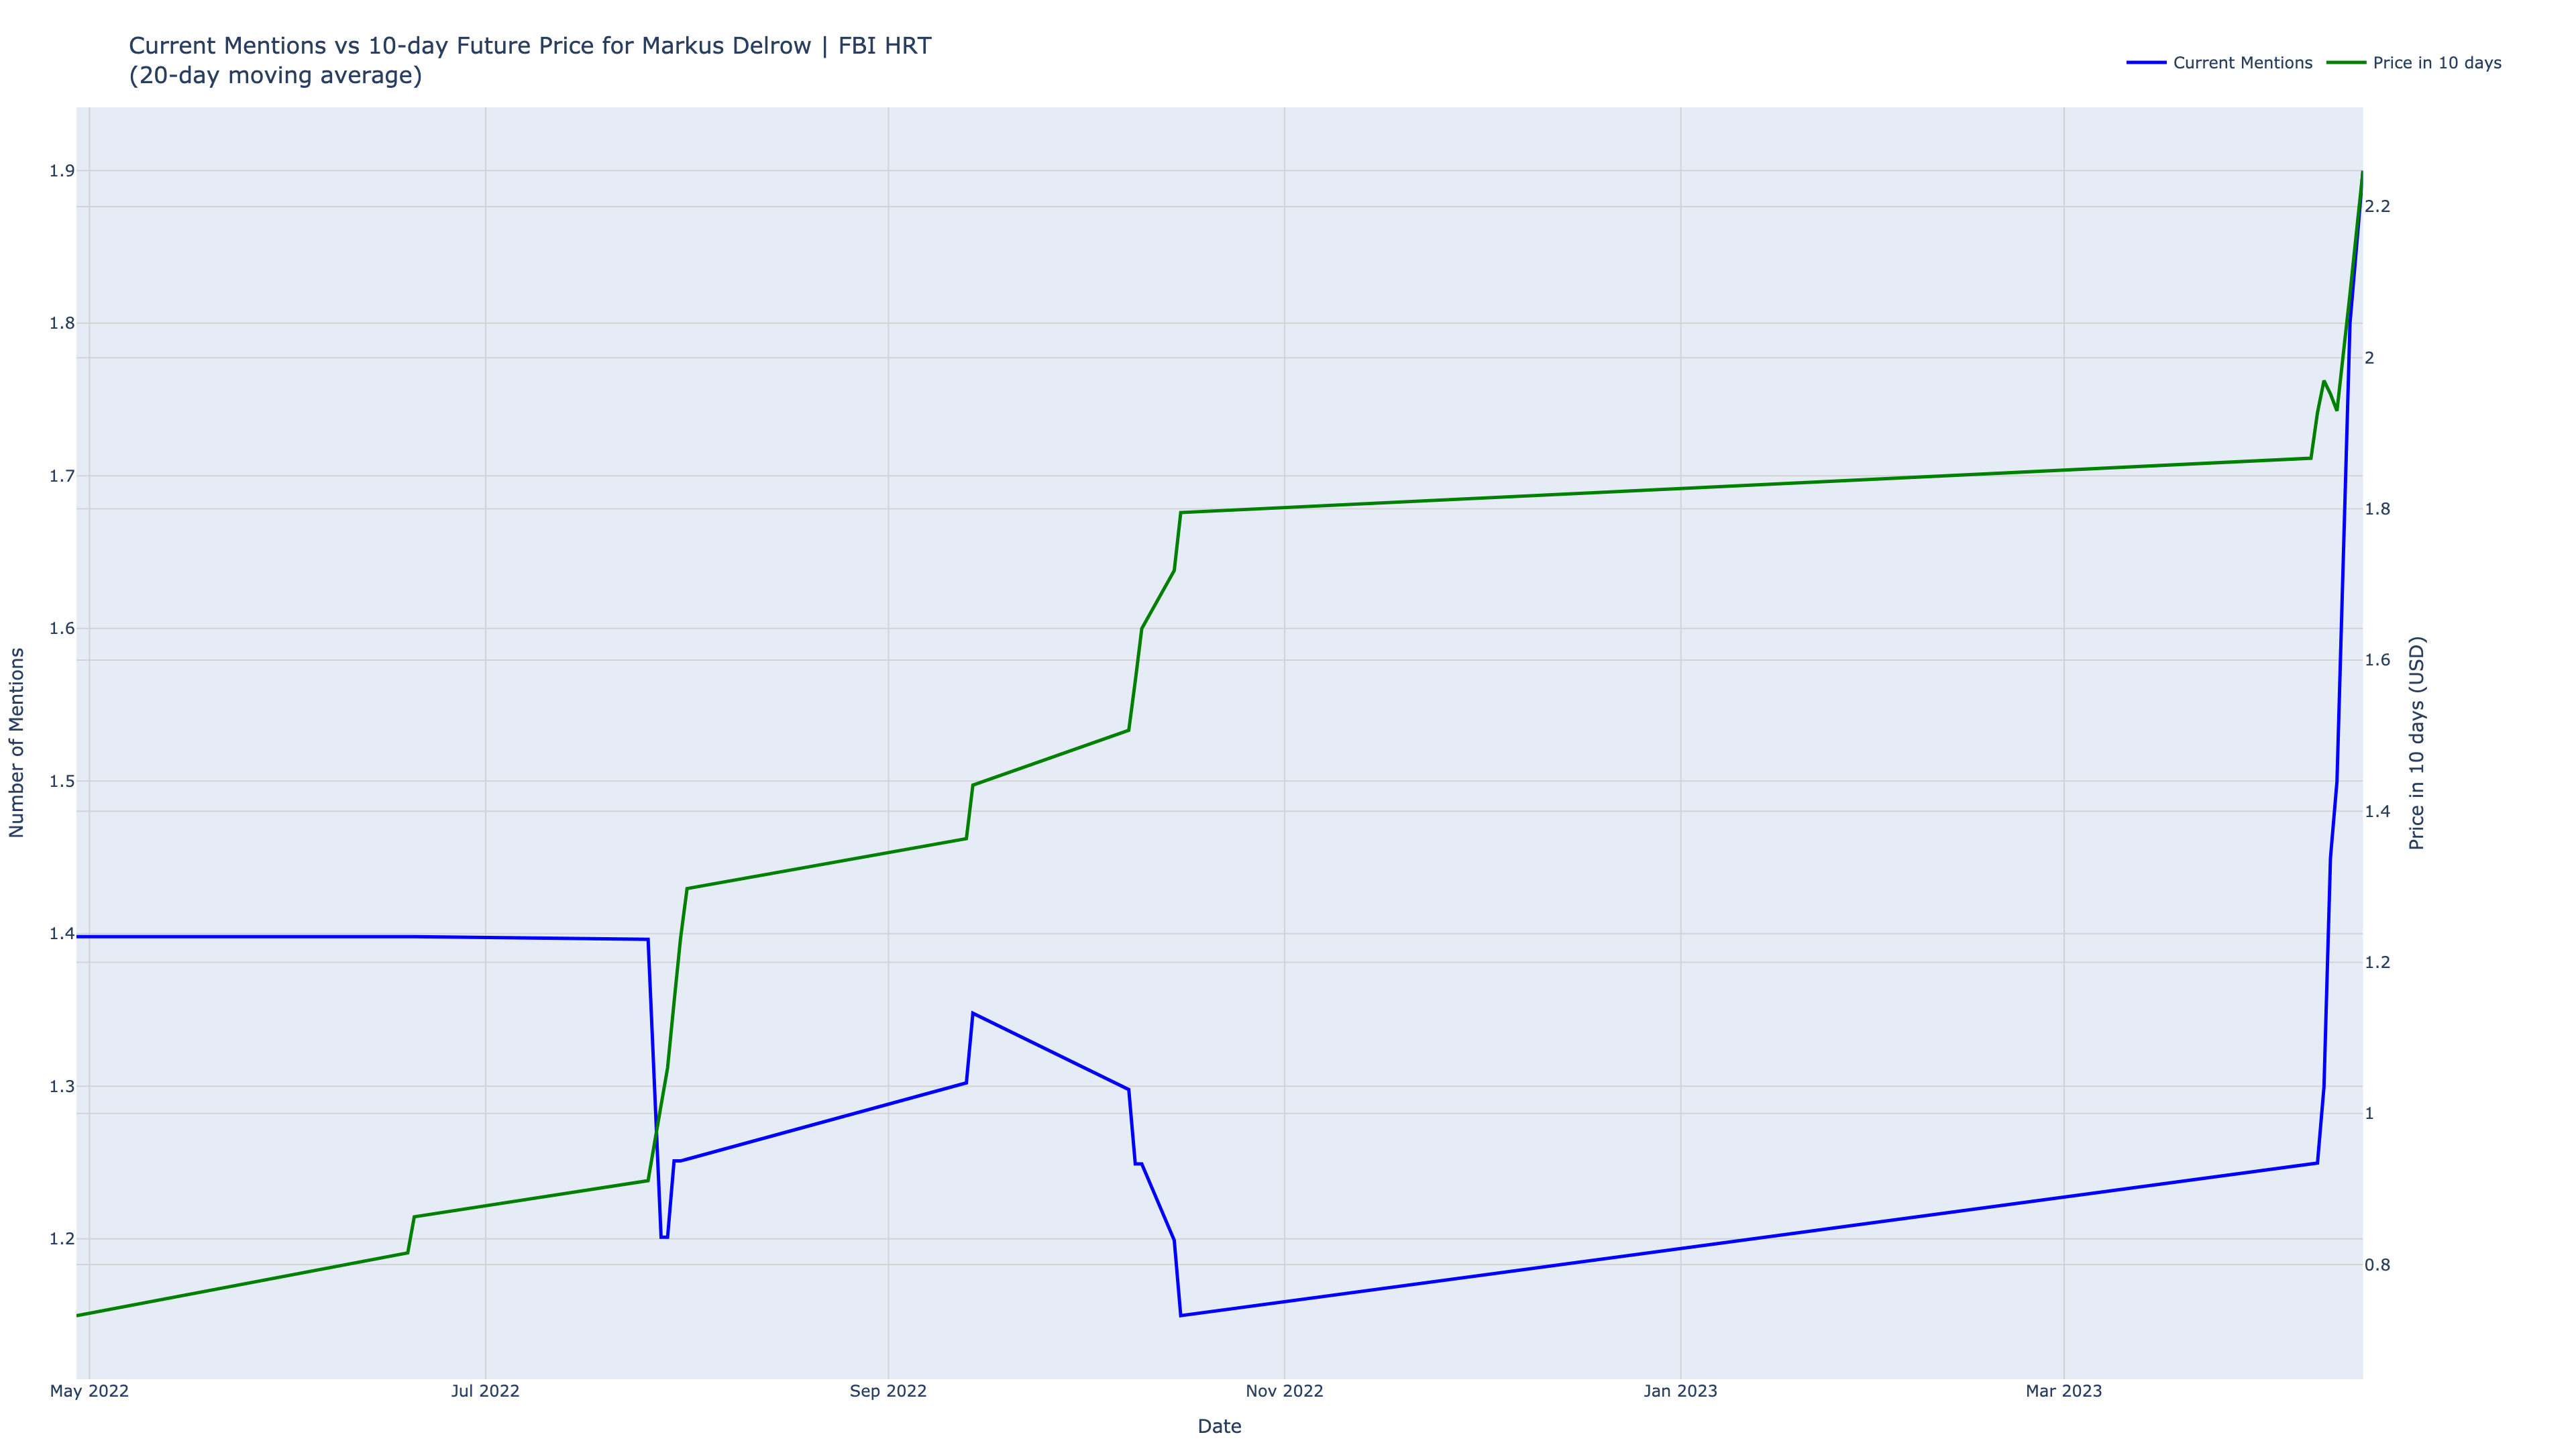 Current Mentions vs 10-day Future Price for Markus Delrow | FBI HRT
(20-day moving average)
Current Mentions
Price in 10 days
Number of Mentions
1.9
1.8
1.7
1.6
1.5
1.4
1.3
1.2
2.2
2
1.8
1.6
1.4
1.2
1
0.8
Price in 10 days (USD)
May 2022
Jul 2022
Sep 2022
Nov 2022
Jan 2023
Mar 2023
Date